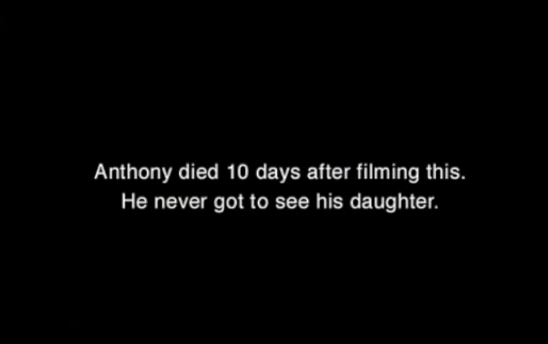 Anthony died 10 days after filming this.
He never got to see his daughter.